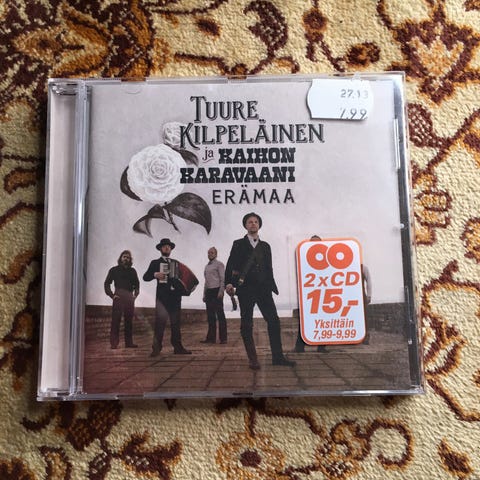 27.13
7.99
TUURE
KILPELÄINEN
ja KAIHON
KARAVAANI
ERÄMAA
2 x CD
15,-
Yksittäin
7,99-9,99